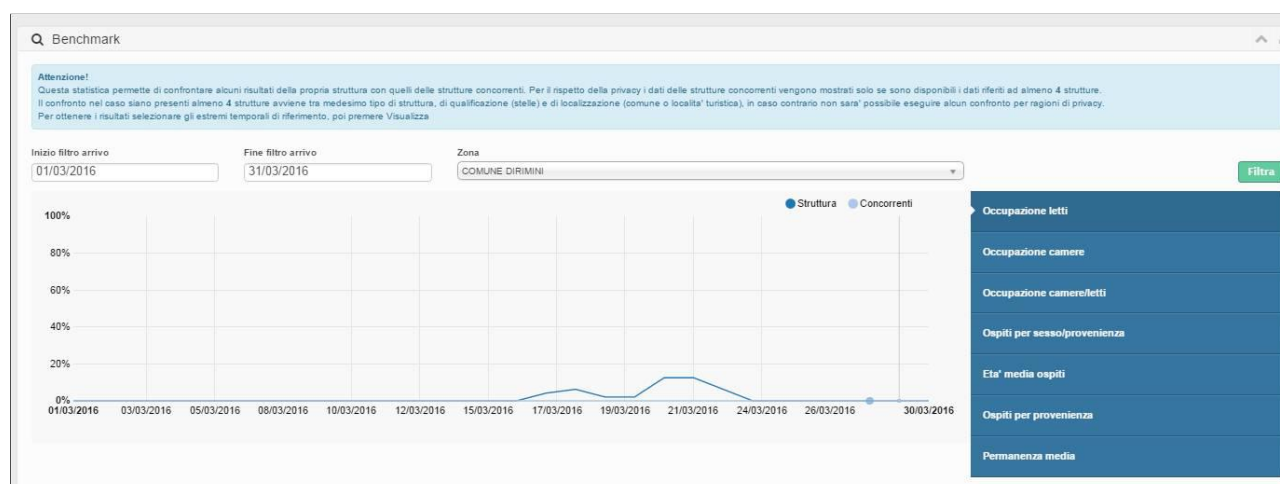 Benchmark
Attenzione!
Questa statistica permette di confrontare alcuni risultati della propria struttura con quelli delle strutture concorrenti. Per il rispetto della privacy i dati delle strutture concorrenti vengono mostrati solo se sono disponibili i dati riferiti ad almeno 4 strutture.
Il confronto nel caso siano presenti almeno 4 strutture avviene tra medesimo tipo di struttura, di qualificazione (stelle) e di localizzazione (comune o localita' turistica), in caso contrario non sara' possibile eseguire alcun confronto per ragioni di privacy.
Per ottenere i risultati selezionare gli estremi temporali di riferimento, poi premere Visualizza
Inizio filtro arrivo Fine filtro arrivo Zona
01/03/2016 31/03/2016 COMUNE DIRIMINI Filtra
Struttura Concorrenti
100%
80%
60%
40%
20%
0%
01/03/2016 03/03/2016 05/03/2016 08/03/2016 10/03/2016 12/03/2016 15/03/2016 17/03/2016 19/03/2016 21/03/2016 24/03/2016 26/03/2016 30/03/2016
Occupazione letti
Occupazione camere
Occupazione camere/letti
Ospiti per sesso/provenienza
Eta' media ospiti
Ospiti per provenienza
Permanenza media